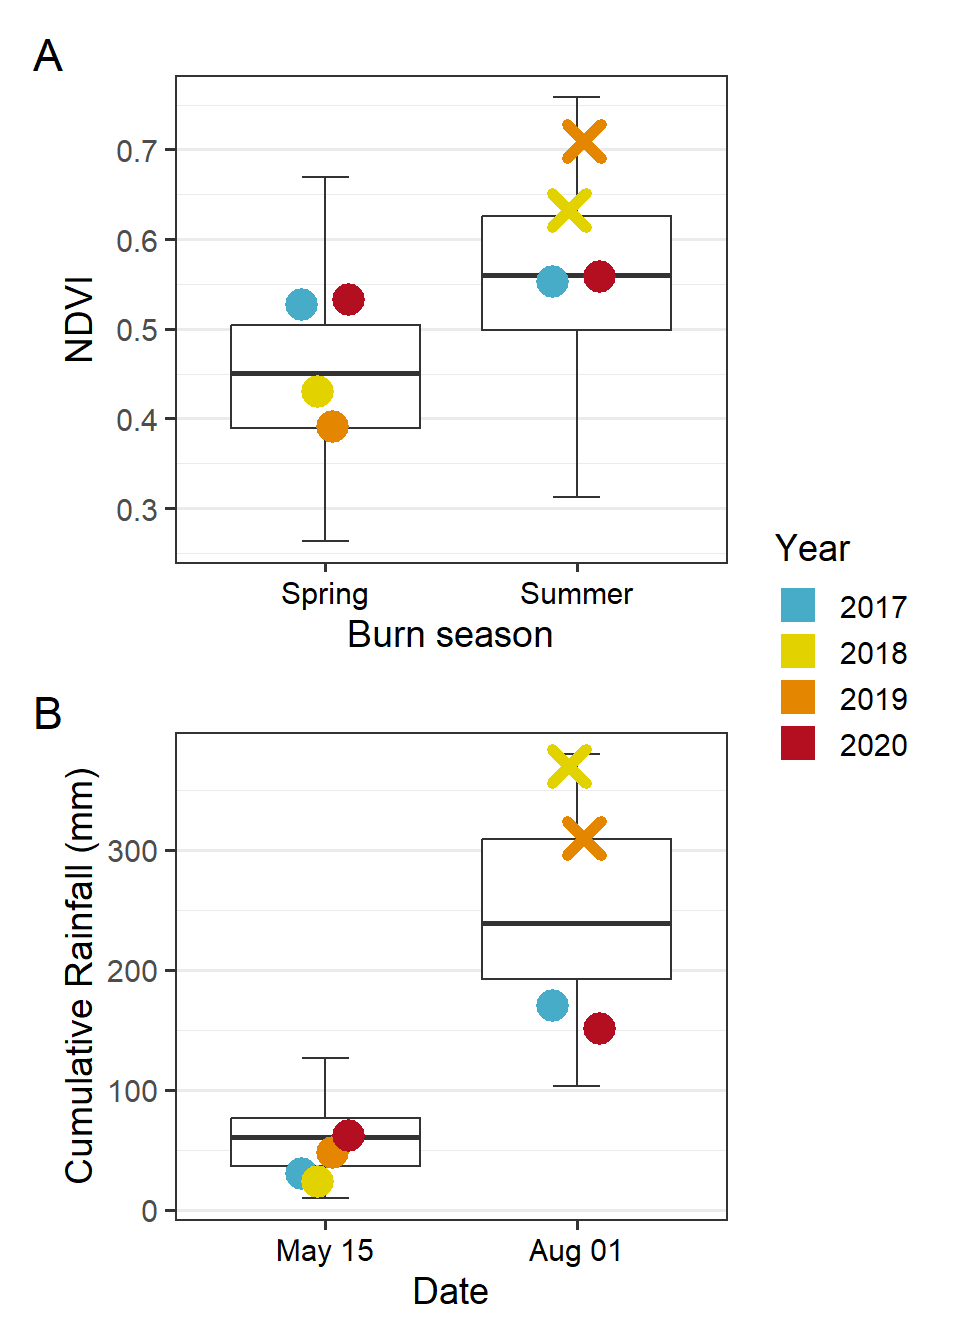 A
NDVI
0.7
0.6
0.5
0.4
0.3
Spring Summer
Burn season
Year
2017
2018
2019
2020
B
Cumulative Rainfall (mm)
300
200
100
0
May 15 Aug 01
Date